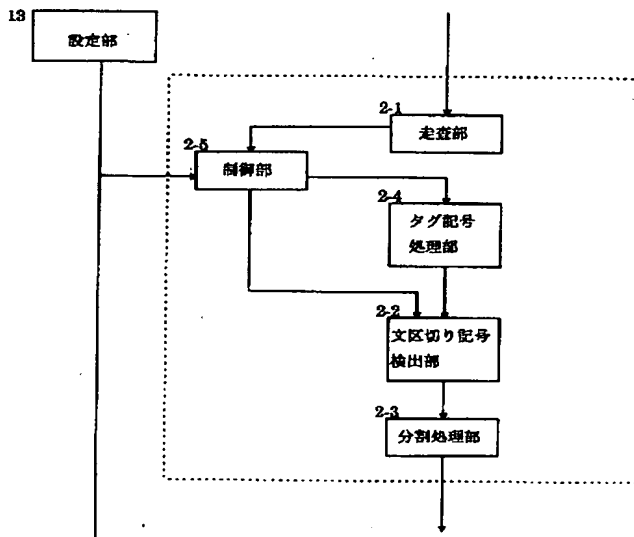 13
設定部
2-1
走査部
2-5
制御部
2-4
タグ記号
処理部
2-2
文区切り記号
検出部
2-3
分割処理部